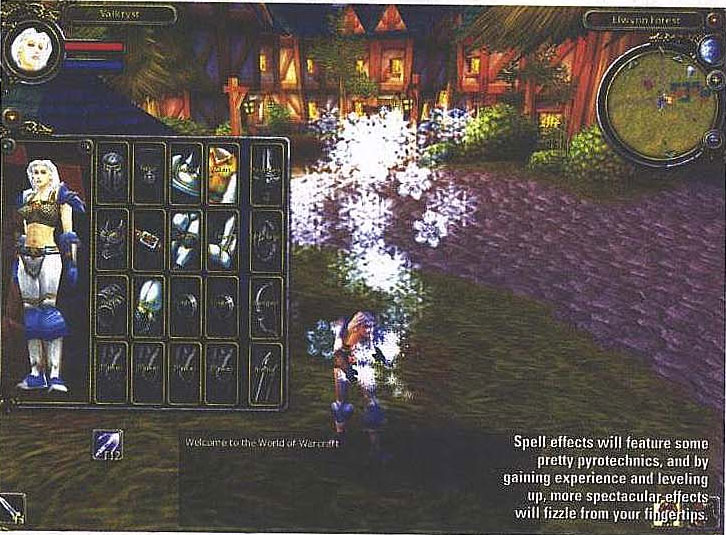 Valkryst
Elwynn Forest
Welcome to the World of Warcraft
Spell effects will feature some
pretty pyrotechnics, and by
gaining experience and leveling
up, more spectacular effects
will fizzle from your fingertips.